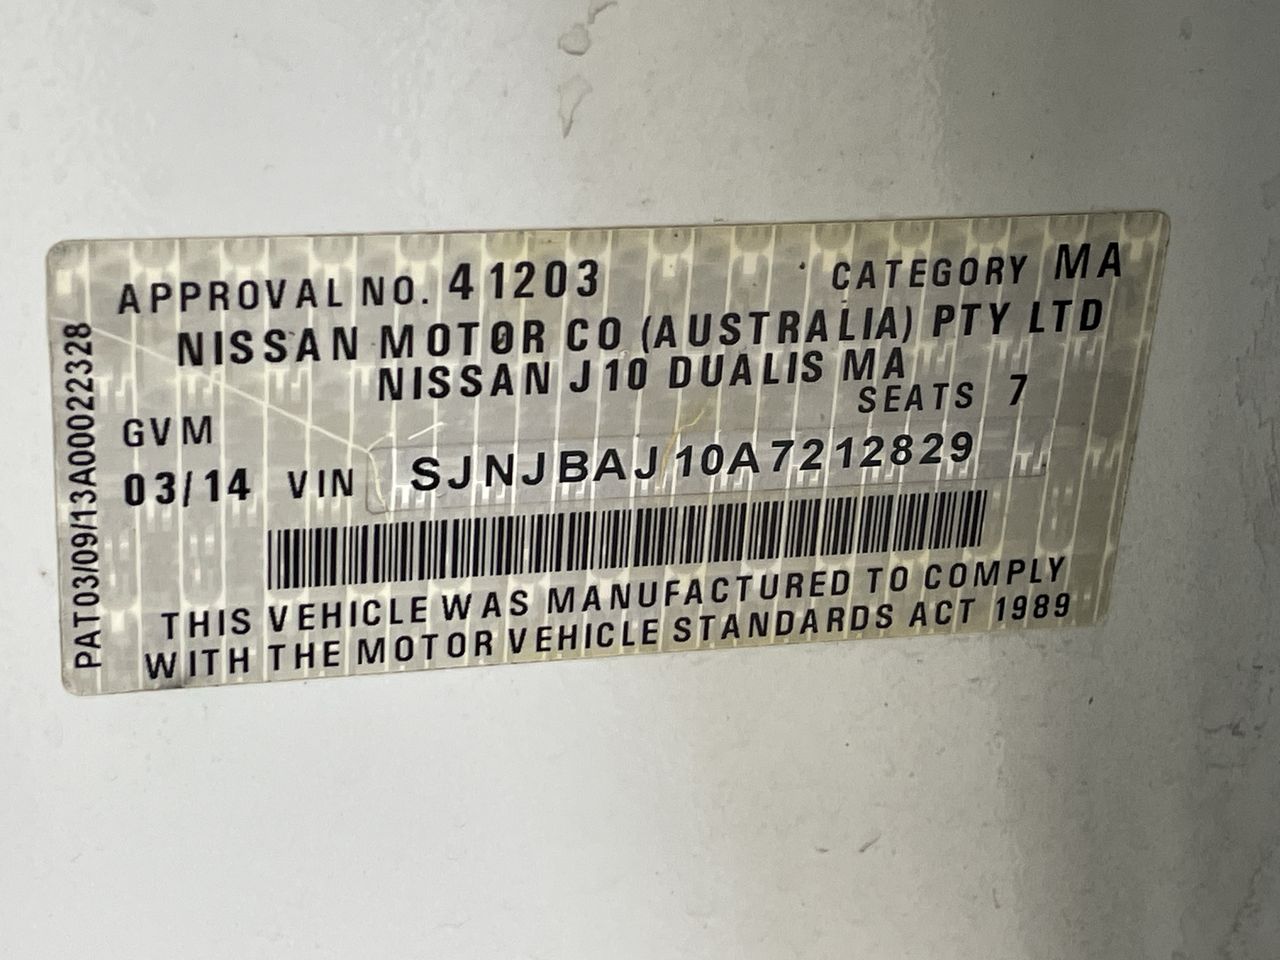 APPROVAL NO. 41203 CATEGORY MA
NISSAN MOTOR CO (AUSTRALIA) PTY LTD
NISSAN J10 DUALIS MA
SEATS 7
GVM
03/14 VIN SJNJBAJ10A7212829
THIS VEHICLE WAS MANUFACTURED TO COMPLY
WITH THE MOTOR VEHICLE STANDARDS ACT 1989
PAT03/09/13A00022328